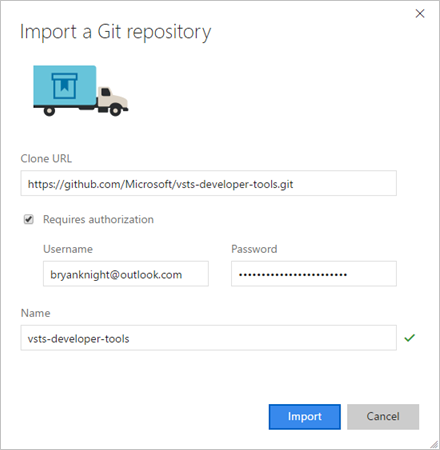 Import a Git repository
Clone URL
https://github.com/Microsoft/vsts-developer-tools.git
Requires authorization
Username Password
bryanknight@outlook.com ••••••••••••••••••••••••
Name
vsts-developer-tools
Import Cancel